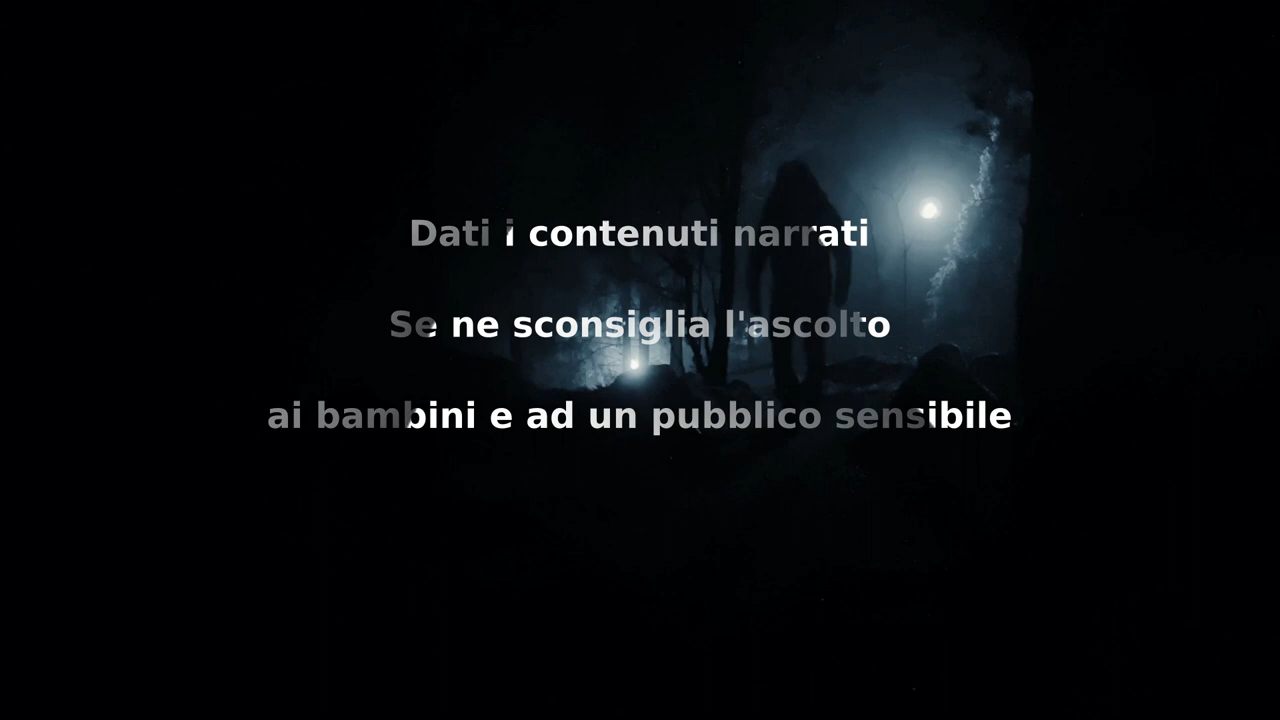 Dati i contenuti narrati
Se ne sconsiglia l'ascolto
ai bambini e ad un pubblico sensibile